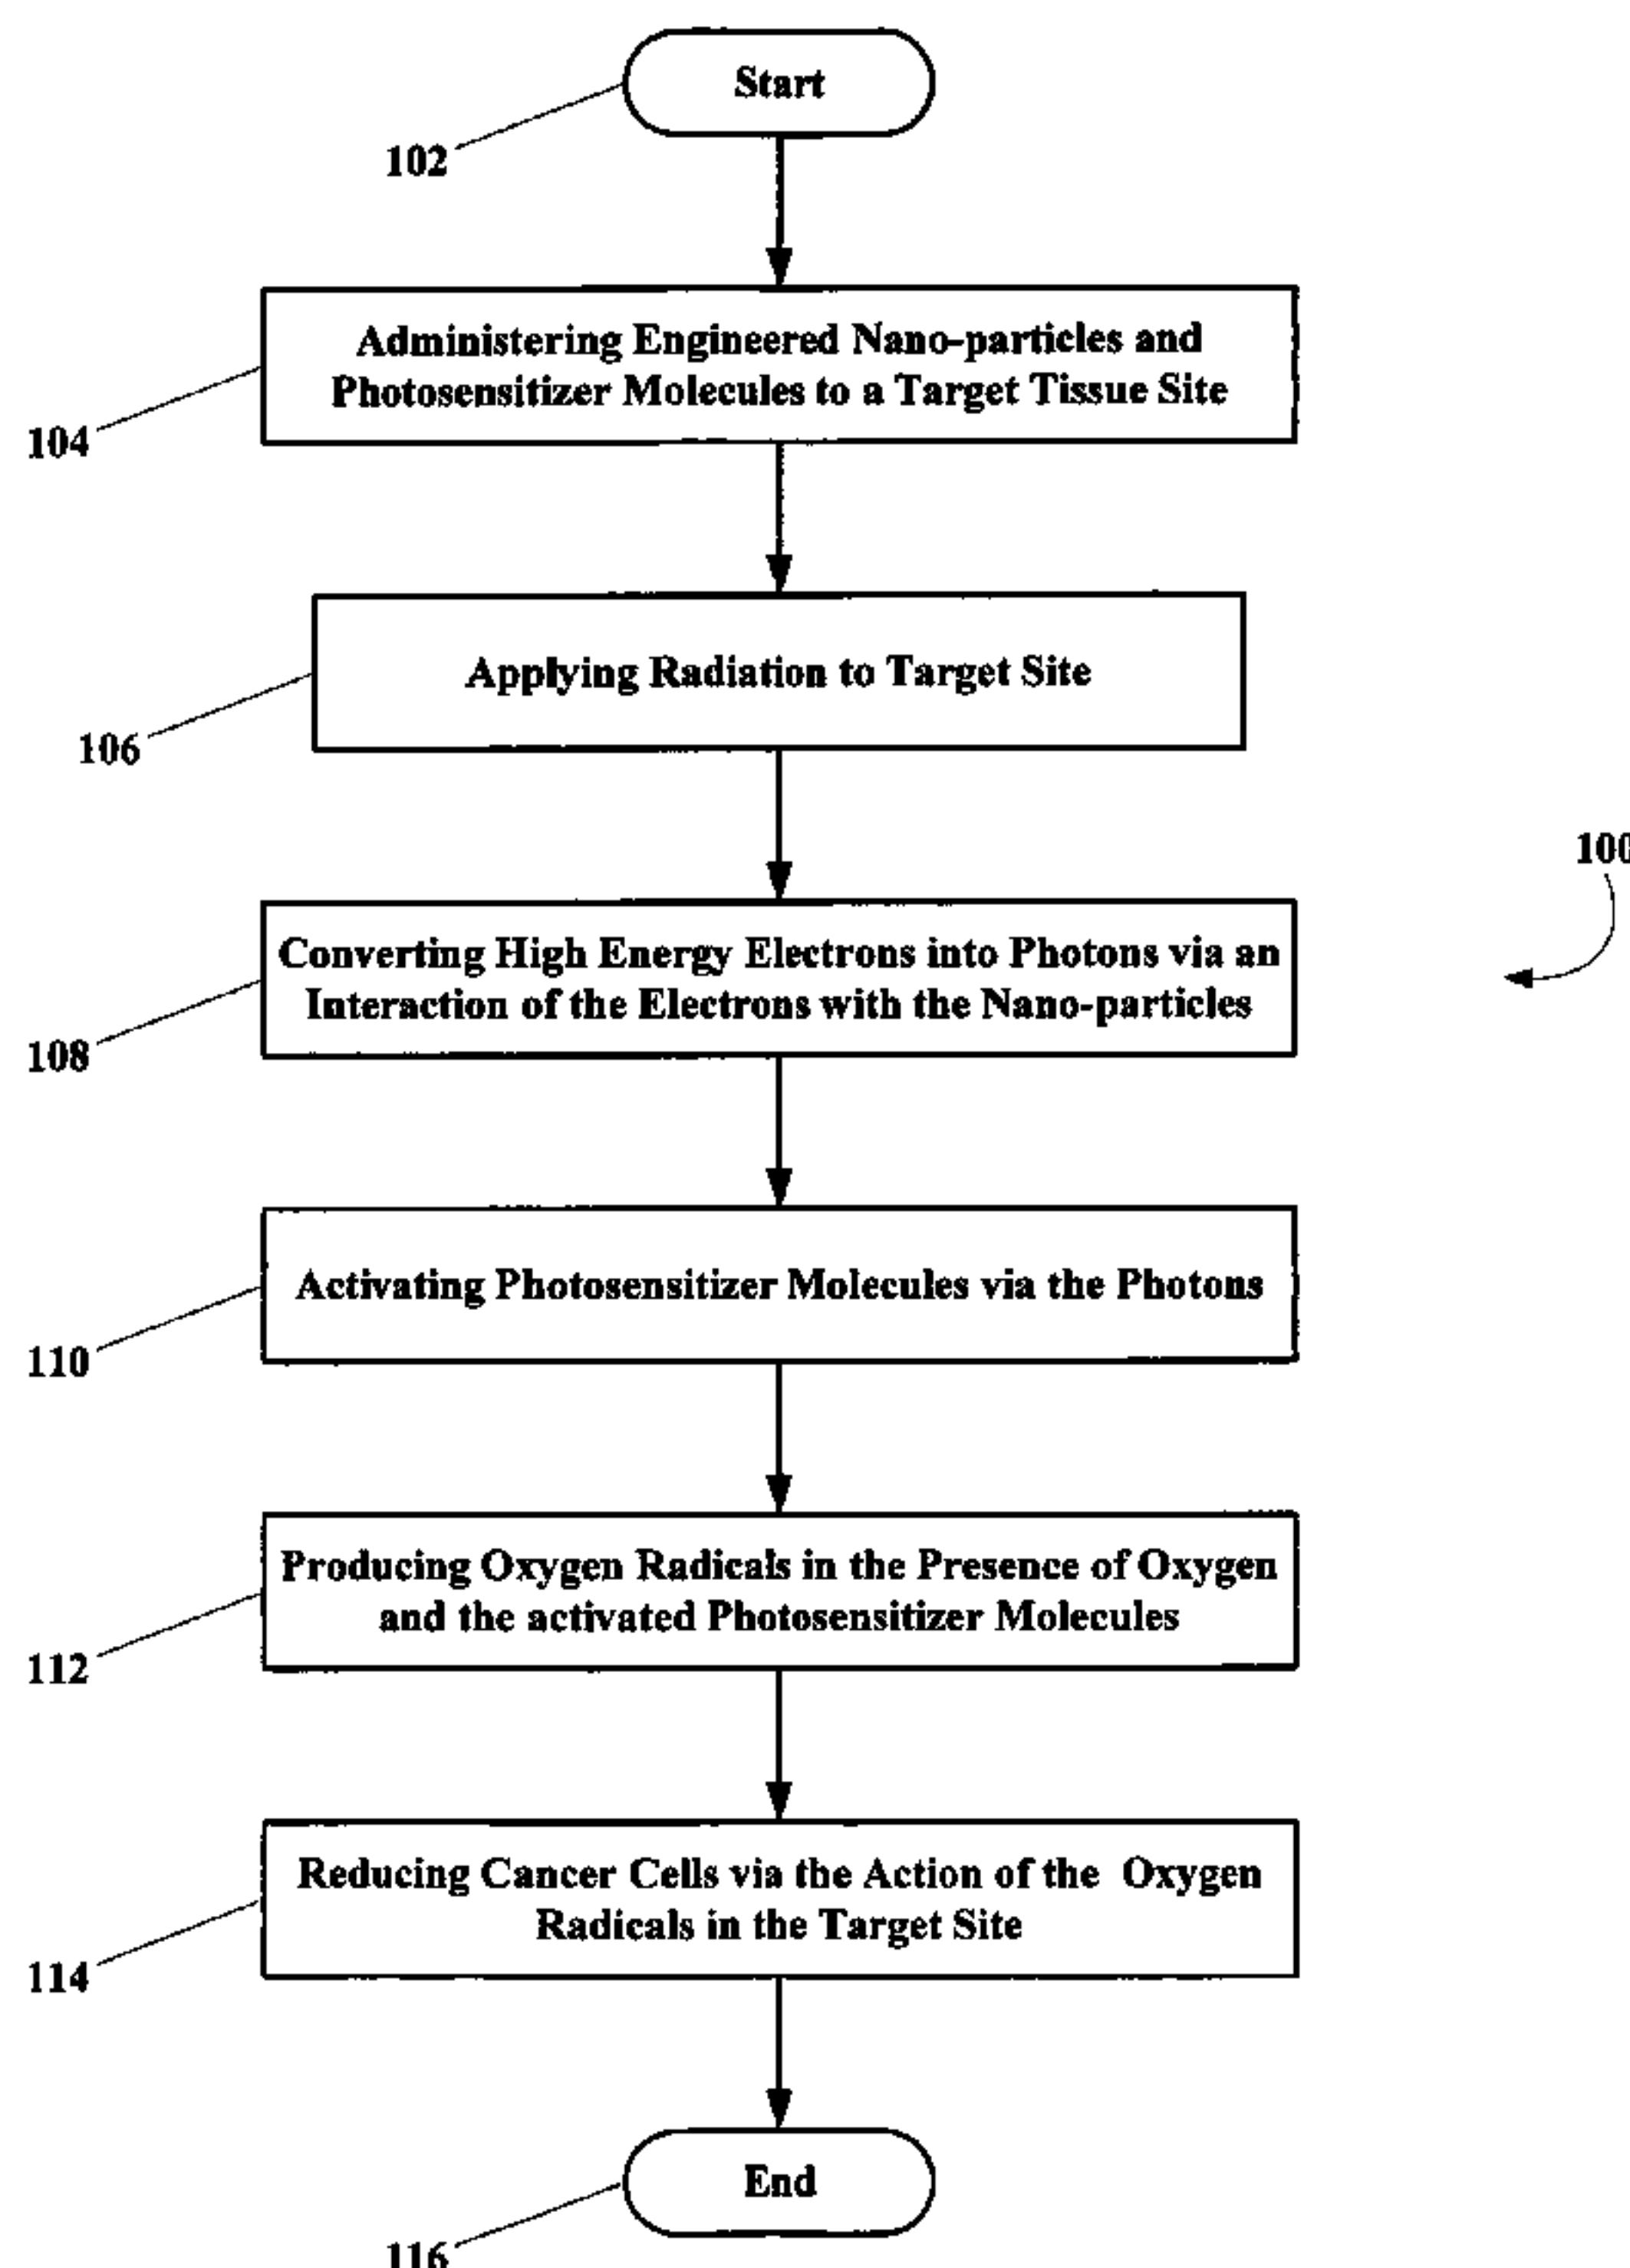 Start
102
Administering Engineered Nano-particles and
Photosensitizer Molecules to a Target Tissue Site
104
Applying Radiation to Target Site
106
100
Converting High Energy Electrons into Photons via an
Interaction of the Electrons with the Nano-particles
108
Activating Photosensitizer Molecules via the Photons
110
Producing Oxygen Radicals in the Presence of Oxygen
and the activated Photosensitizer Molecules
112
Reducing Cancer Cells via the Action of the Oxygen
Radicals in the Target Site
114
End
116